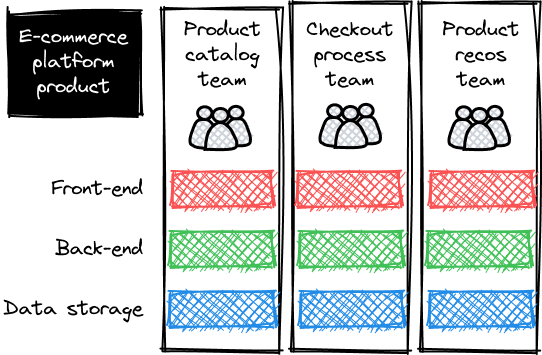 E-commerce
platform
product
Product
catalog
team
Checkout
process
team
Product
recos
team
Front-end
Back-end
Data storage